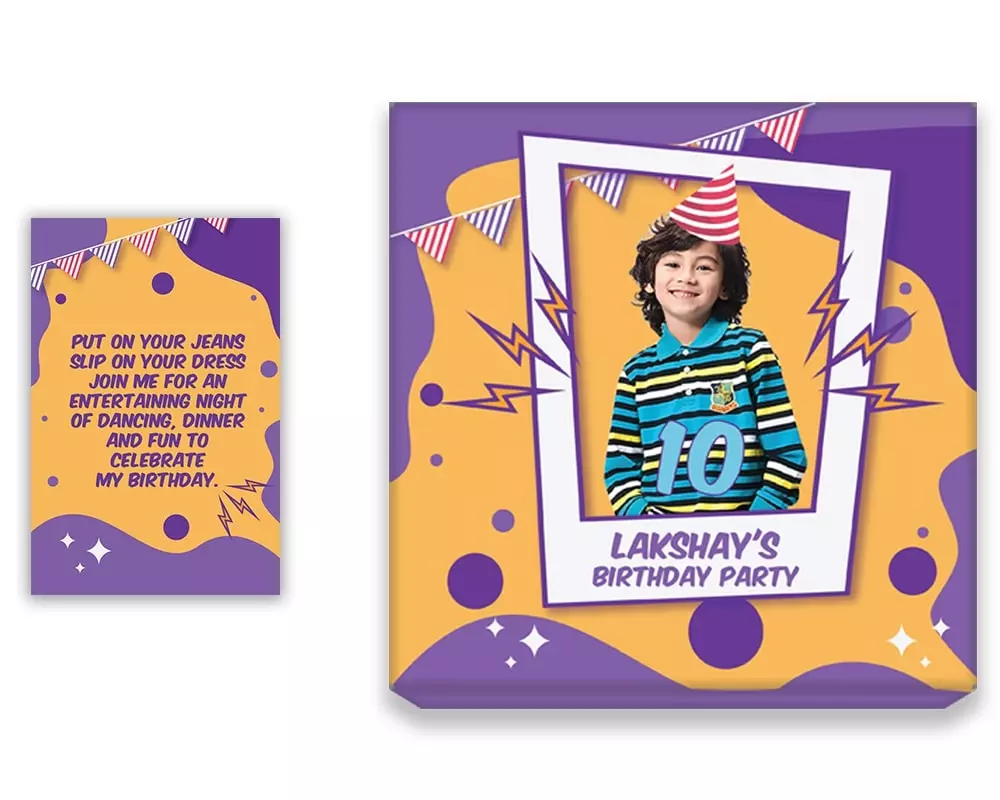 PUT ON YOUR JEANS
SLIP ON YOUR DRESS
JOIN ME FOR AN
ENTERTAINING NIGHT
OF DANCING, DINNER
AND FUN TO
CELEBRATE
MY BIRTHDAY.
10
LAKSHAY'S
BIRTHDAY PARTY